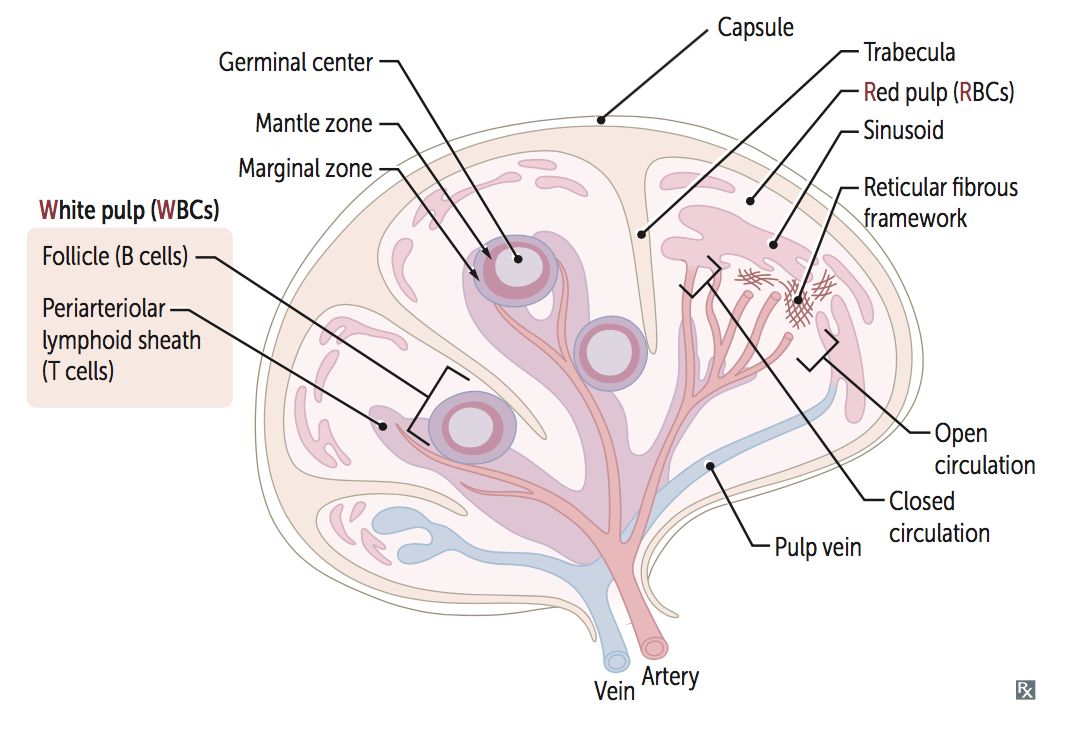 Capsule
Germinal center
Trabecula
Red pulp (RBCs)
Mantle zone
Sinusoid
Marginal zone
Reticular fibrous
framework
White pulp (WBCs)
Follicle (B cells)
Periarteriolar
lymphoid sheath
(T cells)
Open
circulation
Closed
circulation
Pulp vein
Vein
Artery
Rx